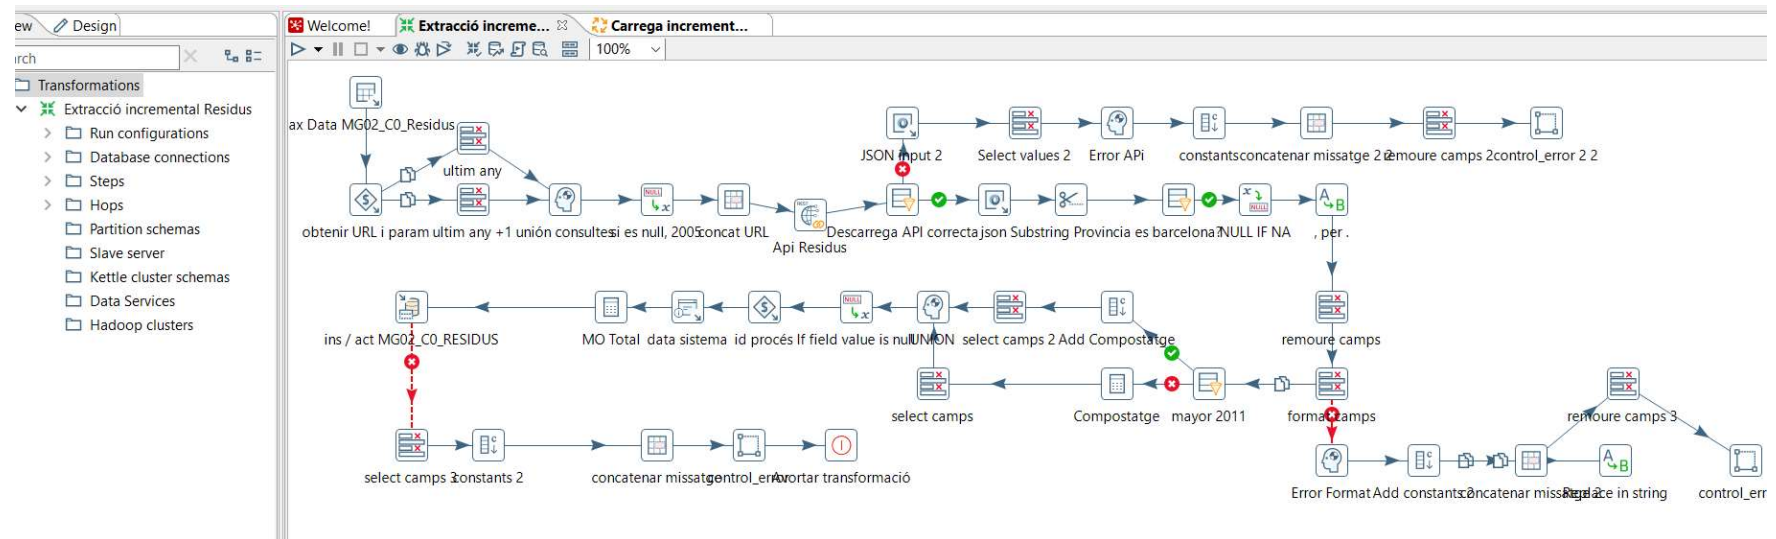 ew Design
Welcome! Extracció increme... Carrega increment...
rch
100%
Transformations
Extracció incremental Residus
Run configurations
Database connections
Steps
Hops
Partition schemas
Slave server
Kettle cluster schemas
Data Services
Hadoop clusters
ax Data MG02_C0_Residus
ultim any
JSON input 2 Select values 2 Error APi constants concatenar missatge 2 2 remoure camps 2 control_error 2 2
obtenir URL i param ultim any +1 unión consultes si es null, 2005 concat URL
Api Residus
Descarrega API correcta json Substring Provincia es barcelona? NULL IF NA , per .
ins / act MG02_C0_RESIDUS MO Total data sistema id procés If field value is null UNION select camps 2 Add Compostatge remoure camps
select camps Compostatge mayor 2011 format camps remoure camps 3
select camps 3 constants 2 concatenar missatge control_error Avortar transformació
Error Format Add constants 2 concatenar missatge 2 Replace in string control_err